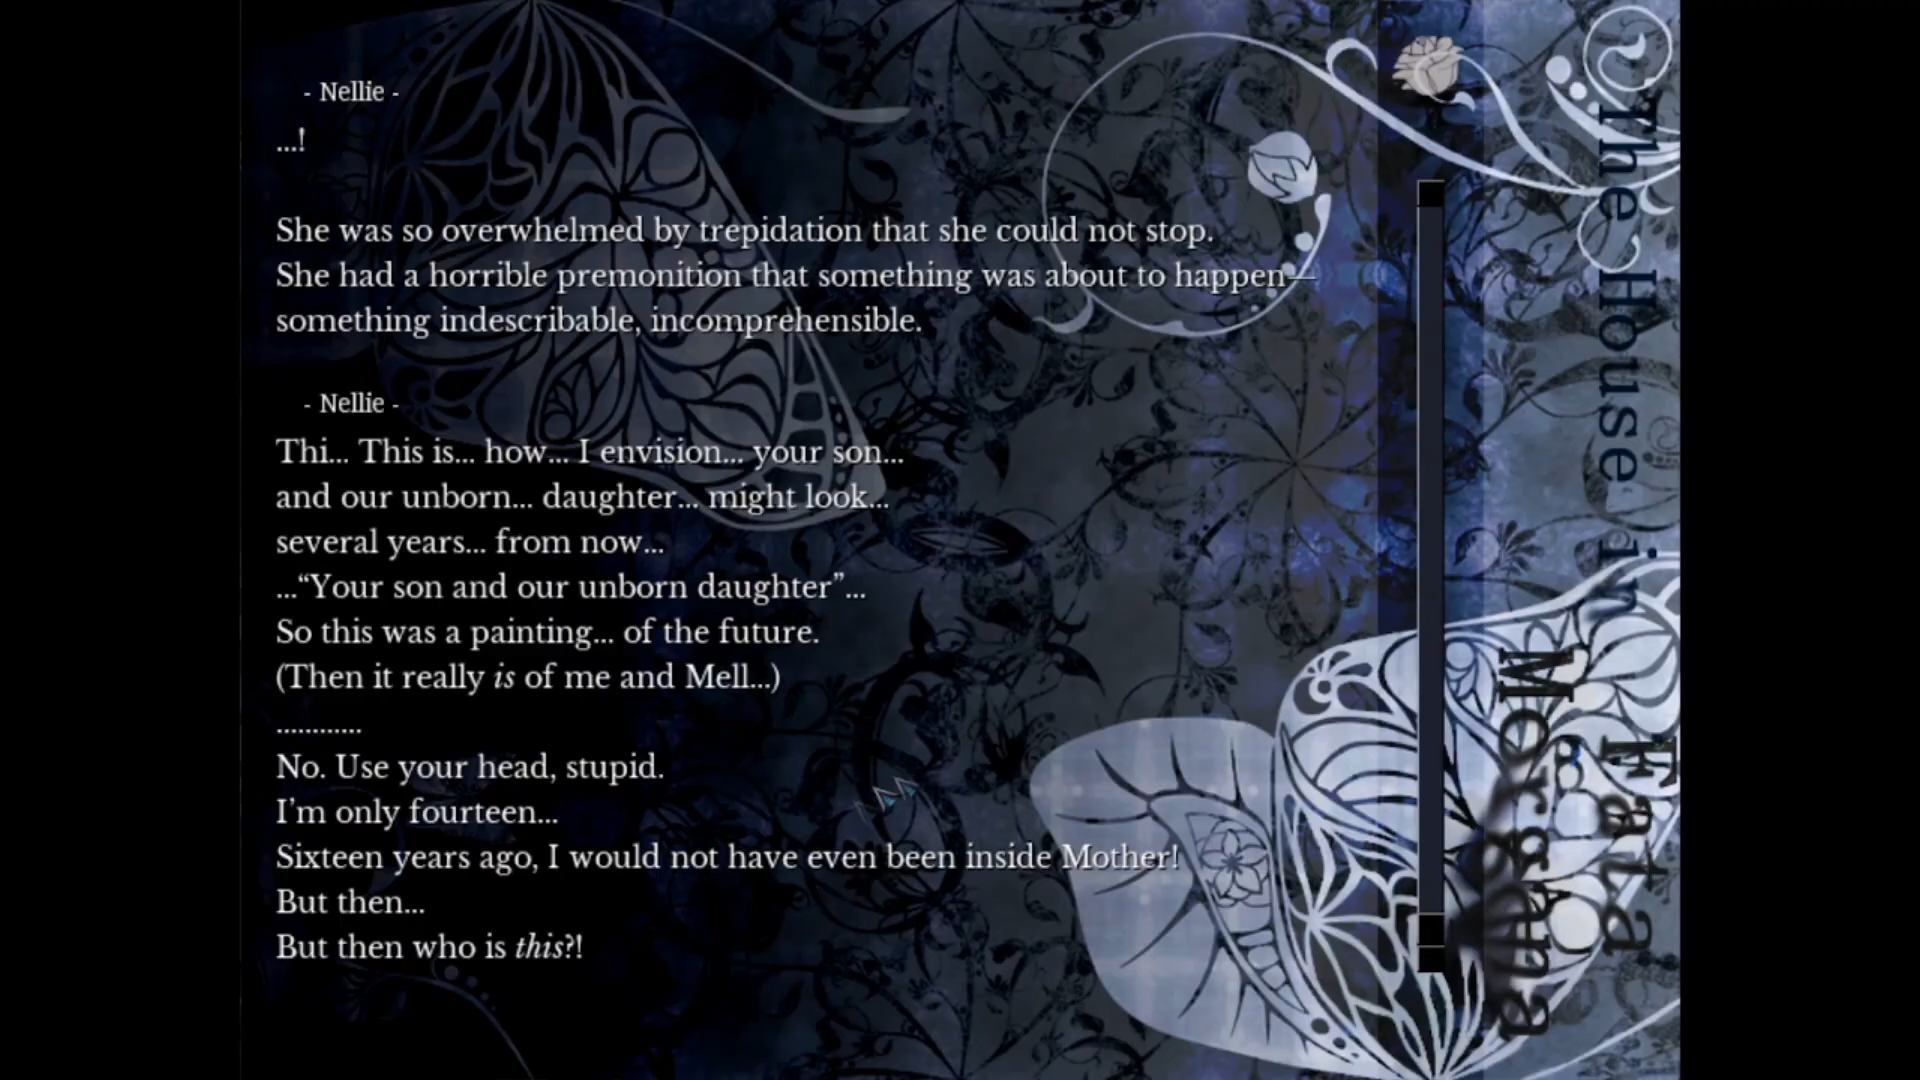 - Nellie -
...!
She was so overwhelmed by trepidation that she could not stop.
She had a horrible premonition that something was about to happen—
something indescribable, incomprehensible.
- Nellie -
Thi... This is... how... I envision... your son...
and our unborn... daughter... might look...
several years... from now...
...“Your son and our unborn daughter”...
So this was a painting... of the future.
(Then it really is of me and Mell...)
............
No. Use your head, stupid.
I’m only fourteen...
Sixteen years ago, I would not have even been inside Mother!
But then...
But then who is this?!
The House in
Fata
Morgana